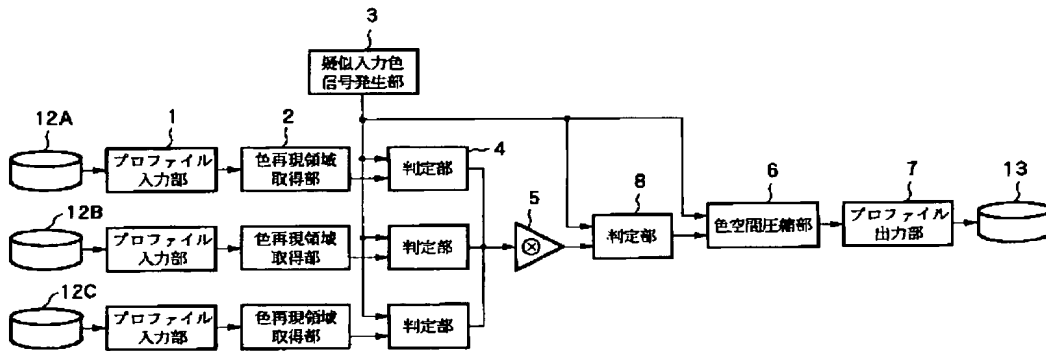 3
疑似入力色
信号発生部
12A
1
2
4
プロファイル
入力部
色再現領域
取得部
判定部
12B
プロファイル
入力部
色再現領域
取得部
判定部
5
8
判定部
6
色空間圧縮部
7
プロファイル
出力部
13
12C
プロファイル
入力部
色再現領域
取得部
判定部